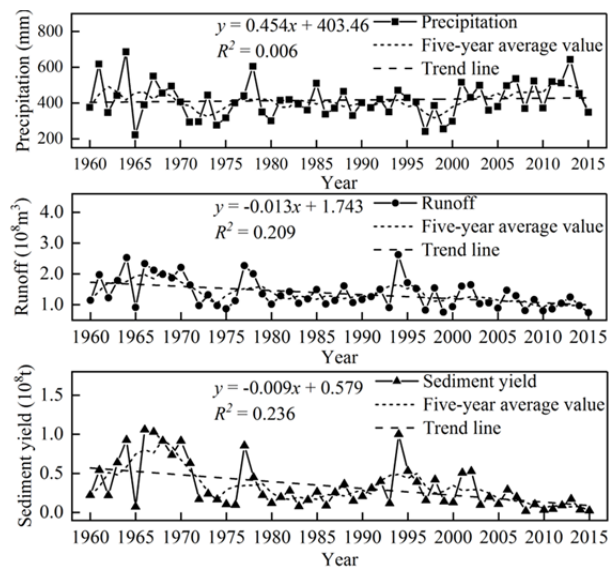 y = 0.454x + 403.46
R² = 0.006
Precipitation
Five-year average value
Trend line
Precipitation (mm)
800
600
400
200
1960 1965 1970 1975 1980 1985 1990 1995 2000 2005 2010 2015
Year
y = -0.013x + 1.743
R² = 0.209
Runoff
Five-year average value
Trend line
Runoff (10⁸m³)
4.0
3.0
2.0
1.0
1960 1965 1970 1975 1980 1985 1990 1995 2000 2005 2010 2015
Year
y = -0.009x + 0.579
R² = 0.236
Sediment yield
Five-year average value
Trend line
Sediment yield (10⁸t)
1.5
1.0
0.5
0.0
1960 1965 1970 1975 1980 1985 1990 1995 2000 2005 2010 2015
Year